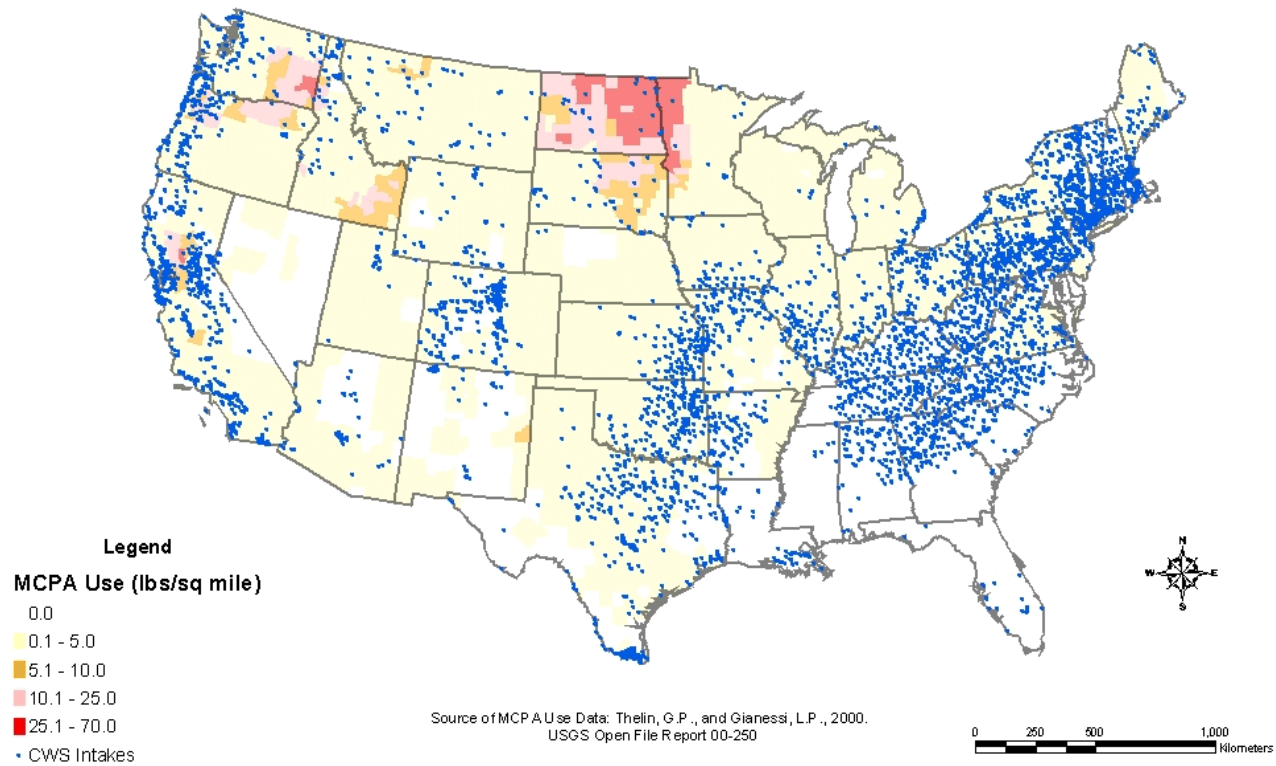 Legend
MCPA Use (lbs/sq mile)
0.0
0.1 - 5.0
5.1 - 10.0
10.1 - 25.0
25.1 - 70.0
CWS Intakes
Source of MCPA Use Data: Thelin, G.P., and Gianessi, L.P., 2000.
USGS Open File Report 00-250
N
W E
S
0 250 500 1,000
Kilometers